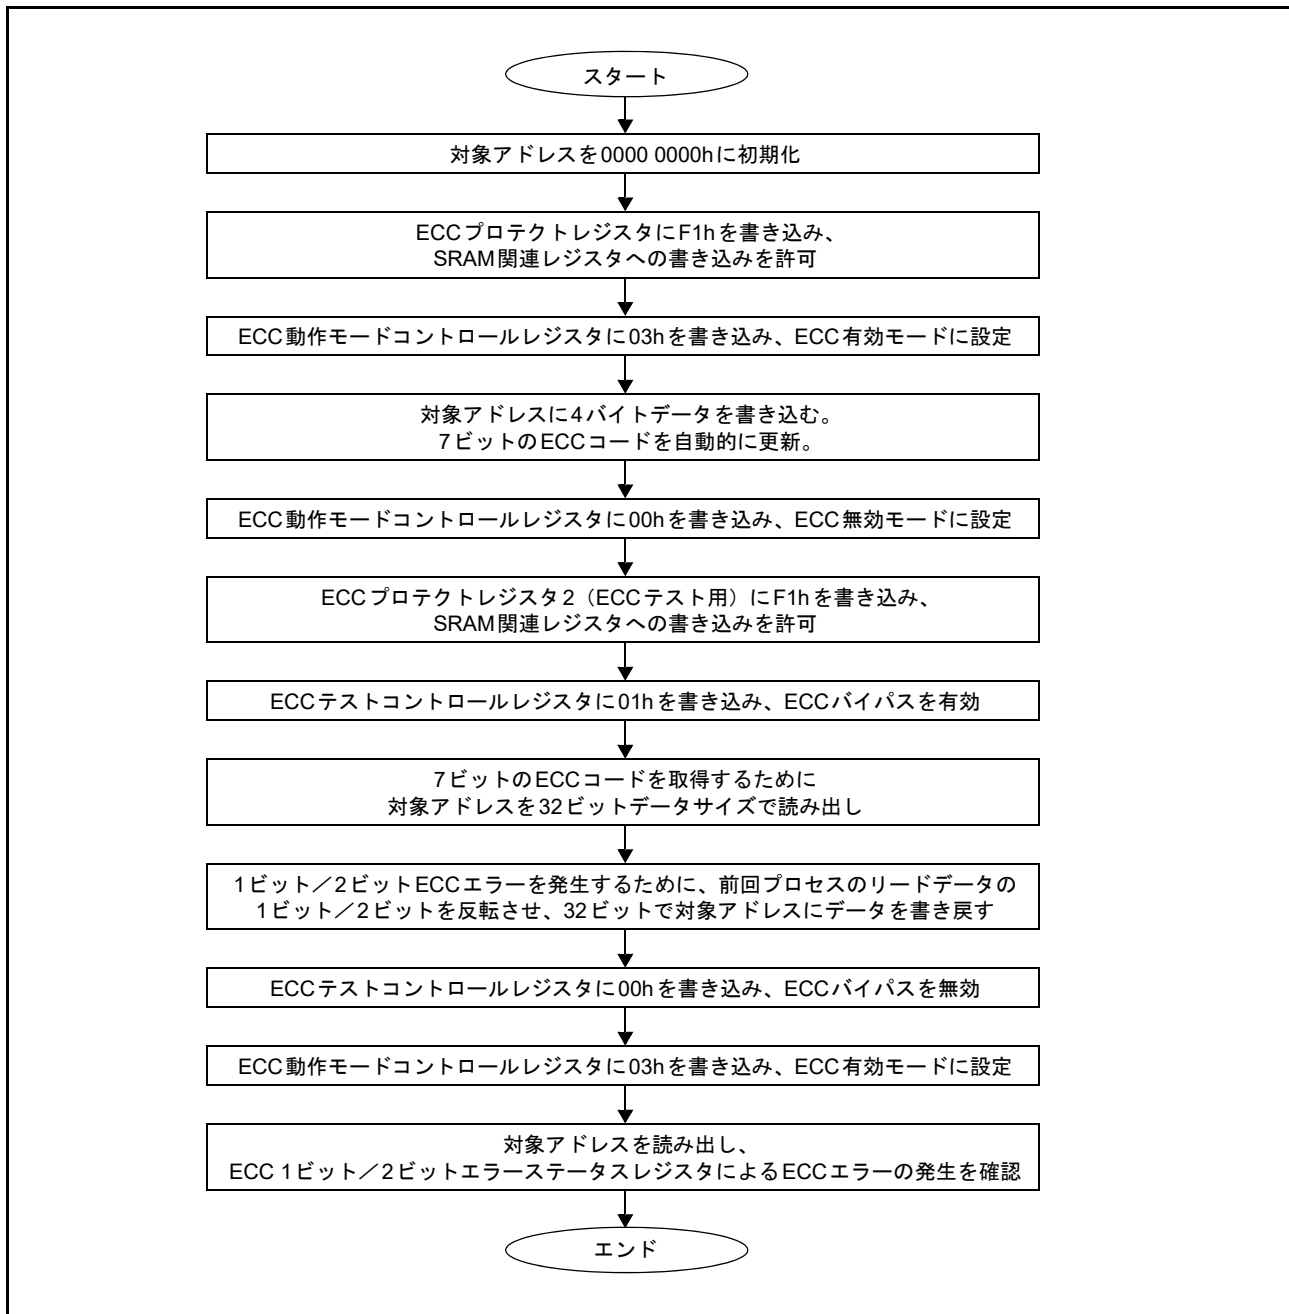 スタート
対象アドレスを0000 0000hに初期化
ECCプロテクトレジスタにF1hを書き込み、
SRAM関連レジスタへの書き込みを許可
ECC動作モードコントロールレジスタに03hを書き込み、ECC有効モードに設定
対象アドレスに4バイトデータを書き込む。
7ビットのECCコードを自動的に更新。
ECC動作モードコントロールレジスタに00hを書き込み、ECC無効モードに設定
ECCプロテクトレジスタ2（ECCテスト用）にF1hを書き込み、
SRAM関連レジスタへの書き込みを許可
ECCテストコントロールレジスタに01hを書き込み、ECCバイパスを有効
7ビットのECCコードを取得するために
対象アドレスを32ビットデータサイズで読み出し
1ビット／2ビットECCエラーを発生するために、前回プロセスのリードデータの
1ビット／2ビットを反転させ、32ビットで対象アドレスにデータを書き戻す
ECCテストコントロールレジスタに00hを書き込み、ECCバイパスを無効
ECC動作モードコントロールレジスタに03hを書き込み、ECC有効モードに設定
対象アドレスを読み出し、
ECC 1ビット／2ビットエラーステータスレジスタによるECCエラーの発生を確認
エンド